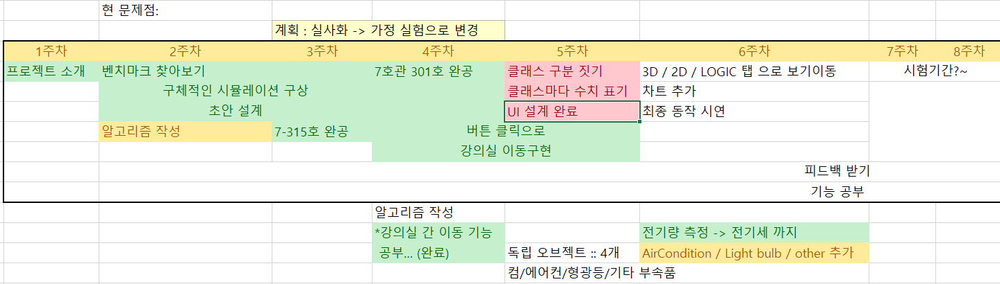 현 문제점:
계획 : 실사화 -> 가정 실험으로 변경
1주차 2주차 3주차 4주차 5주차 6주차 7주차 8주차
프로젝트 소개 벤치마크 찾아보기 7호관 301호 완공 클래스 구분 짓기 3D / 2D / LOGIC 탭 으로 보기이동 시험기간?~
구체적인 시뮬레이션 구상 클래스마다 수치 표기 차트 추가
초안 설계 UI 설계 완료 최종 동작 시연
알고리즘 작성 7-315호 완공 버튼 클릭으로
강의실 이동구현
피드백 받기
기능 공부
알고리즘 작성
*강의실 간 이동 기능 전기량 측정 -> 전기세 까지
공부... (완료) 독립 오브젝트 :: 4개 AirCondition / Light bulb / other 추가
컴/에어컨/형광등/기타 부속품